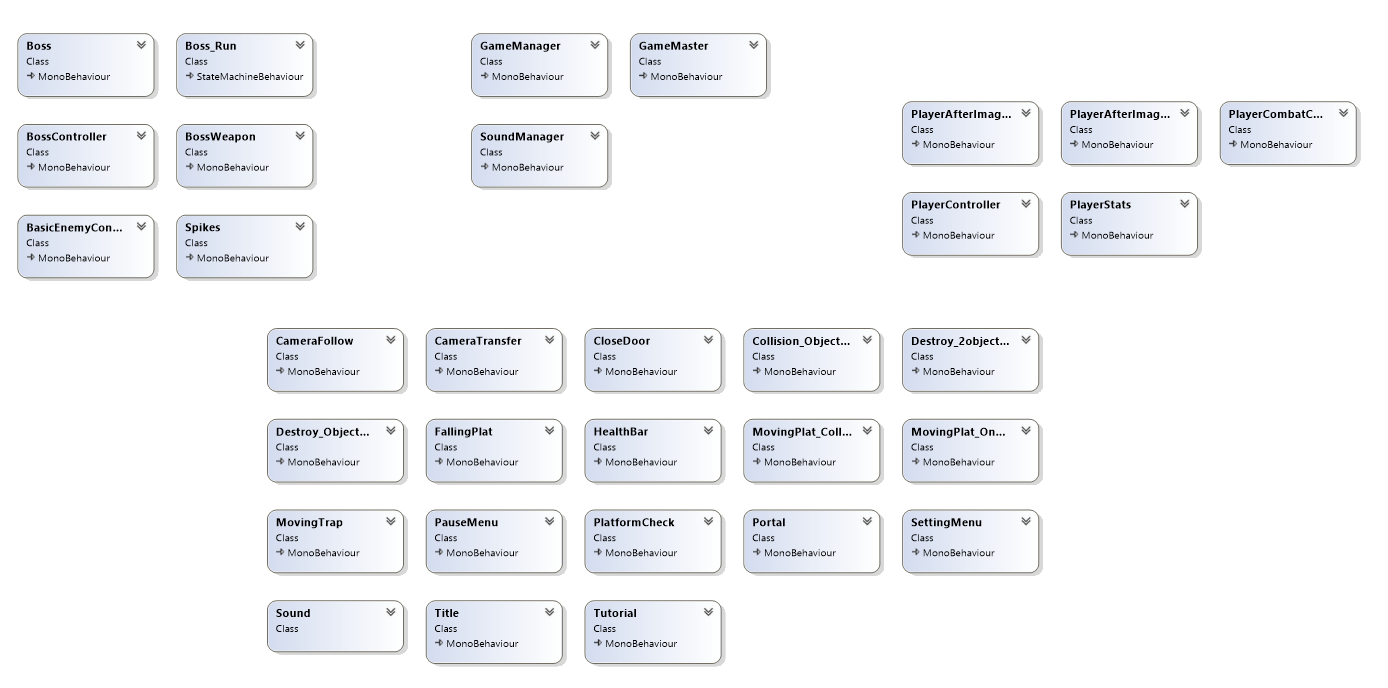 Boss
Class
MonoBehaviour
Boss_Run
Class
StateMachineBehaviour
BossController
Class
MonoBehaviour
BossWeapon
Class
MonoBehaviour
BasicEnemyCon...
Class
MonoBehaviour
Spikes
Class
MonoBehaviour
GameManager
Class
MonoBehaviour
GameMaster
Class
MonoBehaviour
SoundManager
Class
MonoBehaviour
PlayerAfterImag...
Class
MonoBehaviour
PlayerAfterImag...
Class
MonoBehaviour
PlayerCombatC...
Class
MonoBehaviour
PlayerController
Class
MonoBehaviour
PlayerStats
Class
MonoBehaviour
CameraFollow
Class
MonoBehaviour
CameraTransfer
Class
MonoBehaviour
CloseDoor
Class
MonoBehaviour
Collision_Object...
Class
MonoBehaviour
Destroy_2object...
Class
MonoBehaviour
Destroy_Object...
Class
MonoBehaviour
FallingPlat
Class
MonoBehaviour
HealthBar
Class
MonoBehaviour
MovingPlat_Coll...
Class
MonoBehaviour
MovingPlat_On...
Class
MonoBehaviour
MovingTrap
Class
MonoBehaviour
PauseMenu
Class
MonoBehaviour
PlatformCheck
Class
MonoBehaviour
Portal
Class
MonoBehaviour
SettingMenu
Class
MonoBehaviour
Sound
Class
Title
Class
MonoBehaviour
Tutorial
Class
MonoBehaviour